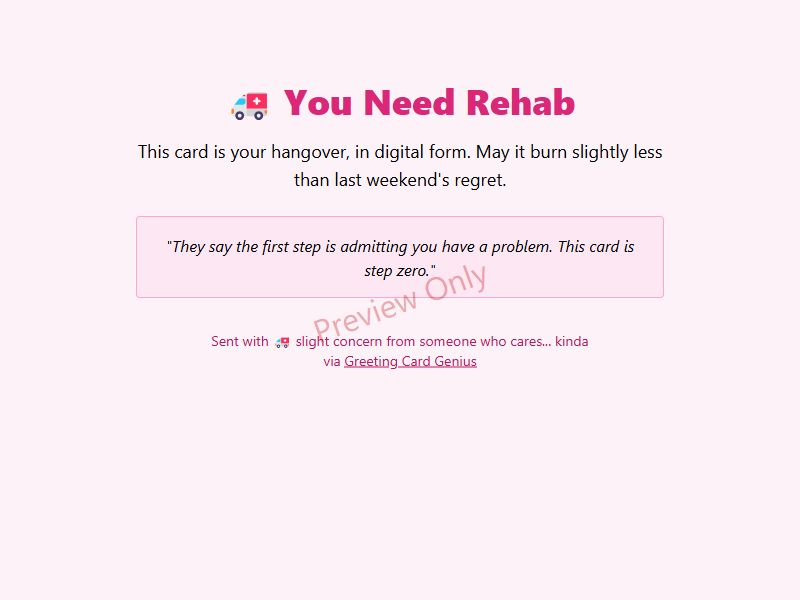 🚑 You Need Rehab
This card is your hangover, in digital form. May it burn slightly less
than last weekend's regret.
"They say the first step is admitting you have a problem. This card is
step zero."
Preview Only
Sent with 🚑 slight concern from someone who cares... kinda
via Greeting Card Genius